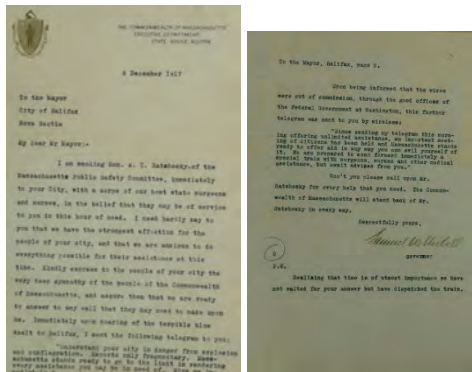 THE COMMONWEALTH OF MASSACHUSETTS
EXECUTIVE DEPARTMENT
STATE HOUSE BOSTON
6 December 1917
To the Mayor
City of Halifax
Nova Scotia
My dear Mr Mayor:-
I am sending Hon. A. C. Ratshesky, of the
Massachusetts Public Safety Committee, immediately
to your City, with a corps of our best state surgeons
and nurses, in the belief that they may be of service
to you in this hour of need. I need hardly say to
you that we have the strongest affection for the
people of your city, and that we are anxious to do
everything possible for their assistance at this
time. Kindly express to the people of your city the
very deep sympathy of the people of the Commonwealth
of Massachusetts, and assure them that we are ready
to answer to any call that they may need to make upon
us. Immediately upon hearing of the terrible blow
dealt to Halifax, I sent the following telegram to you:
"Understand your city in danger from explosion
and conflagration. Reports only fragmentary. Massa-
chusetts stands ready to go to the limit in rendering
every assistance you may be in need of.
To the Mayor, Halifax, page 2.
Upon being informed that the wires
were out of commission, through the good offices of
the Federal Government at Washington, this further
telegram was sent to you by wireless:
"Since sending my telegram this morn-
ing offering unlimited assistance, an important meet-
ing of citizens has been held and Massachusetts stands
ready to offer aid in any way you can avail yourself of
it. We are prepared to send forward immediately a
special train with surgeons, nurses and other medical
assistance, but await advices from you."
Won't you please call upon Mr.
Ratshesky for every help that you need. The Common-
wealth of Massachusetts will stand back of Mr.
Ratshesky in every way.
Respectfully yours,
Samuel W. McCall
governor
P.S.
Realizing that time is of utmost importance we have
not waited for your answer but have dispatched the train.